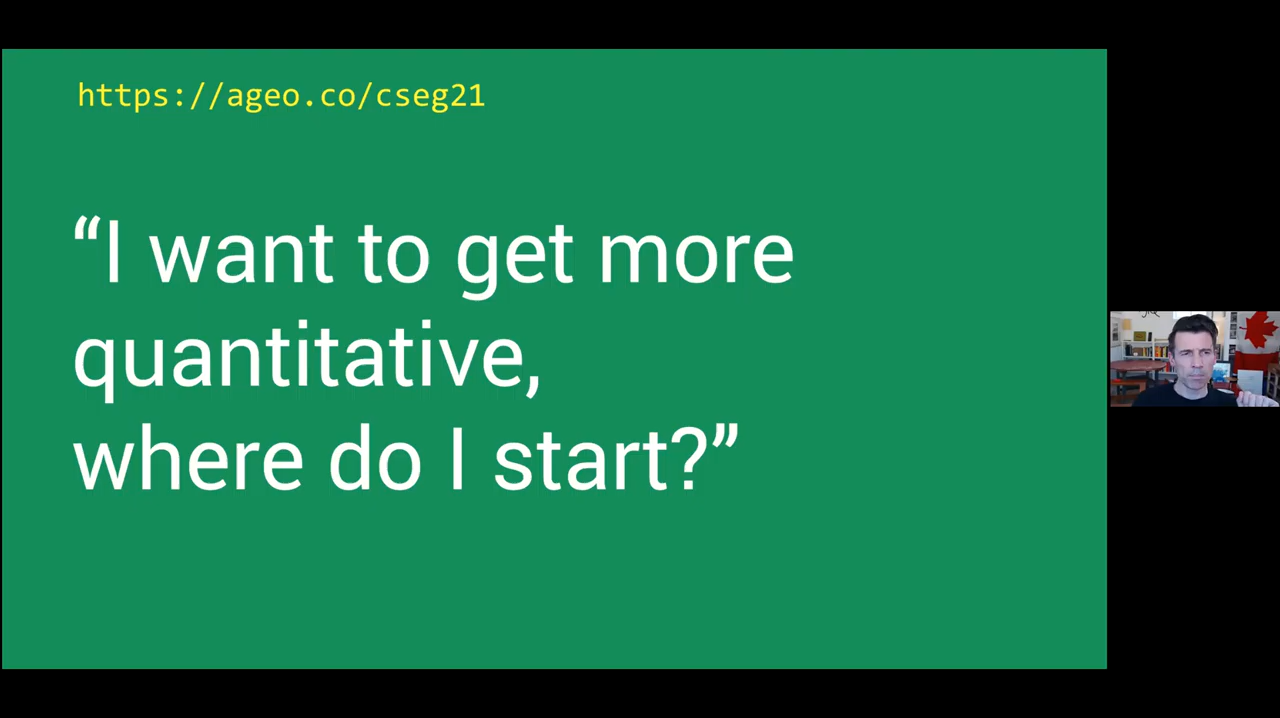 https://ageo.co/cseg21
“I want to get more
quantitative,
where do I start?”